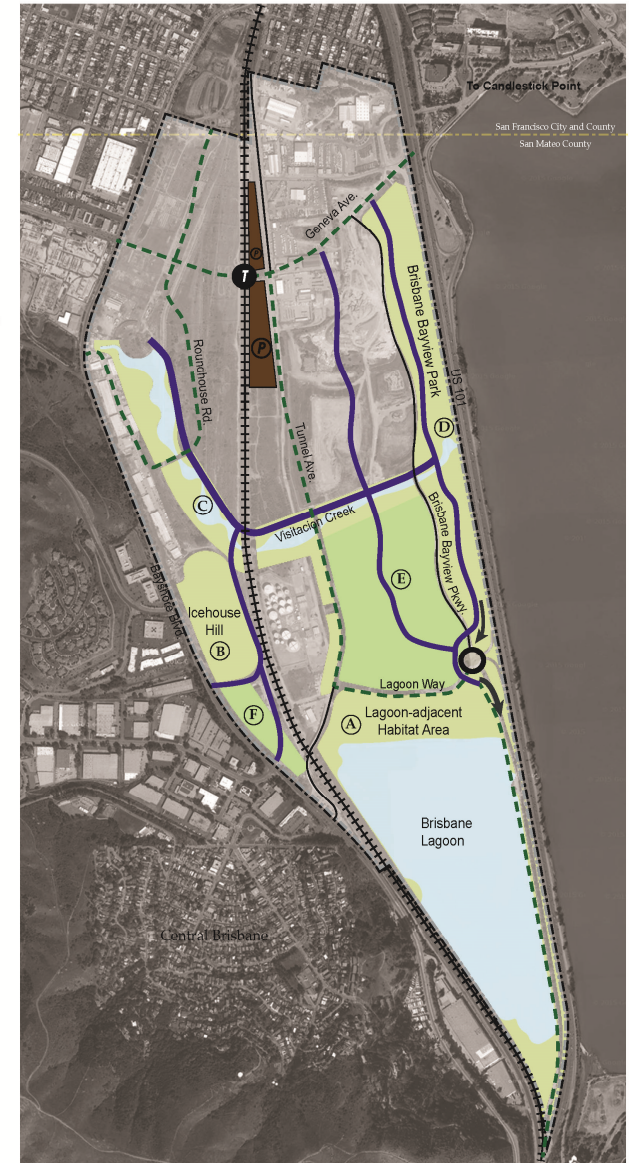 To Candlestick Point
San Francisco City and County
San Mateo County
Geneva Ave.
P
T
Brisbane Bayview Park
P
Roundhouse Rd.
US 101
D
Tunnel Ave.
C
Visitacion Creek
Brisbane Bayview Pkwy.
E
Bayshore Blvd
Icehouse
Hill
B
Lagoon Way
F
A
Lagoon-adjacent
Habitat Area
Brisbane
Lagoon
Central Brisbane